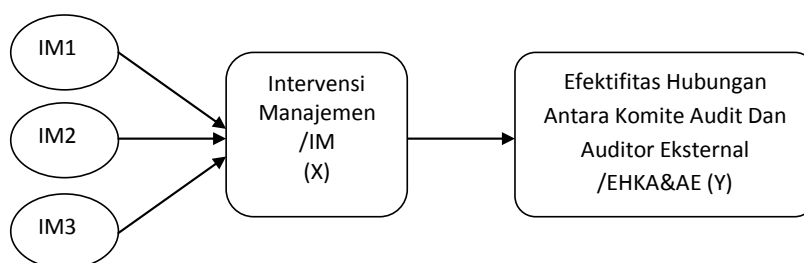 IM1
IM2
IM3
Intervensi
Manajemen
/IM
(X)
Efektifitas Hubungan
Antara Komite Audit Dan
Auditor Eksternal
/EHKA&AE (Y)